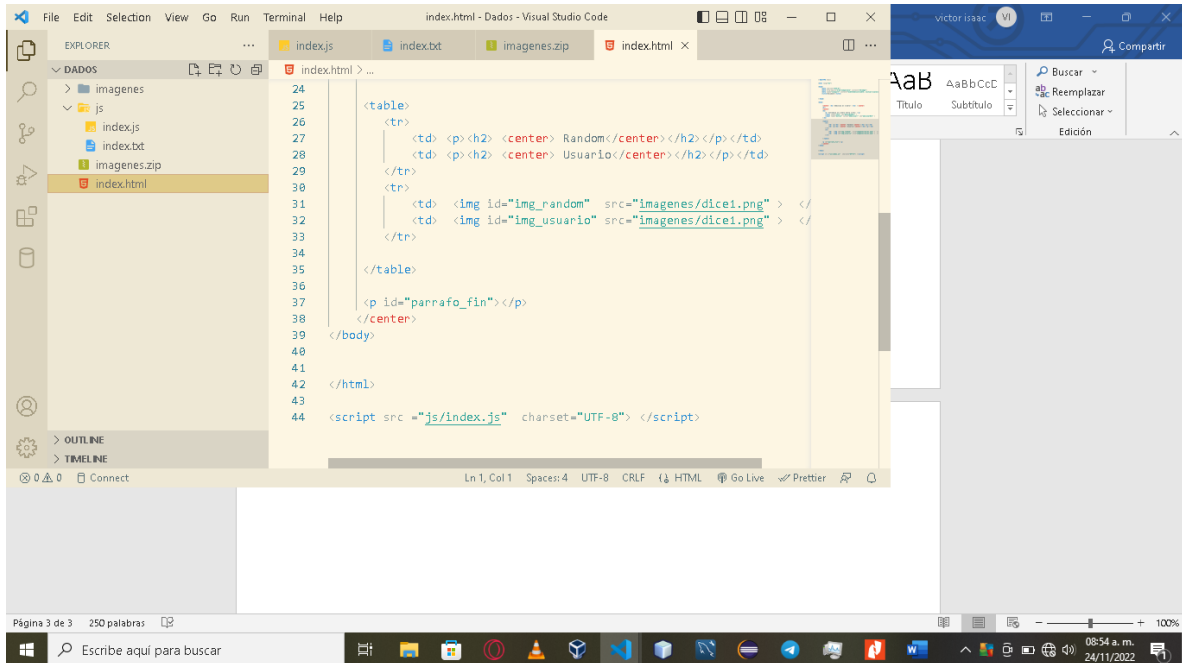 File Edit Selection View Go Run Terminal Help
index.html - Dados - Visual Studio Code
victor isaac
VI
EXPLORER
index.js
index.txt
imagenes.zip
index.html
Compartir
DADOS
index.html > ...
imagenes
js
index.js
index.txt
imagenes.zip
index.html
24
25 <table>
26 <tr>
27 <td> <p><h2> <center> Random</center></h2></p></td>
28 <td> <p><h2> <center> Usuario</center></h2></p></td>
29 </tr>
30 <tr>
31 <td> <img id="img_random" src="imagenes/dice1.png" > </
32 <td> <img id="img_usuario" src="imagenes/dice1.png" > </
33 </tr>
34
35 </table>
36
37 <p id="parrafo_fin"></p>
38 </center>
39 </body>
40
41
42 </html>
43
44 <script src ="js/index.js" charset="UTF-8"> </script>
OUTLINE
TIMELINE
0 0 Connect
Ln 1, Col 1 Spaces: 4 UTF-8 CRLF HTML Go Live Prettier
AaB AaBbCcD
Título Subtítulo
Buscar
Reemplazar
Seleccionar
Edición
Página 3 de 3 250 palabras
100%
Escribe aquí para buscar
08:54 a. m.
24/11/2022